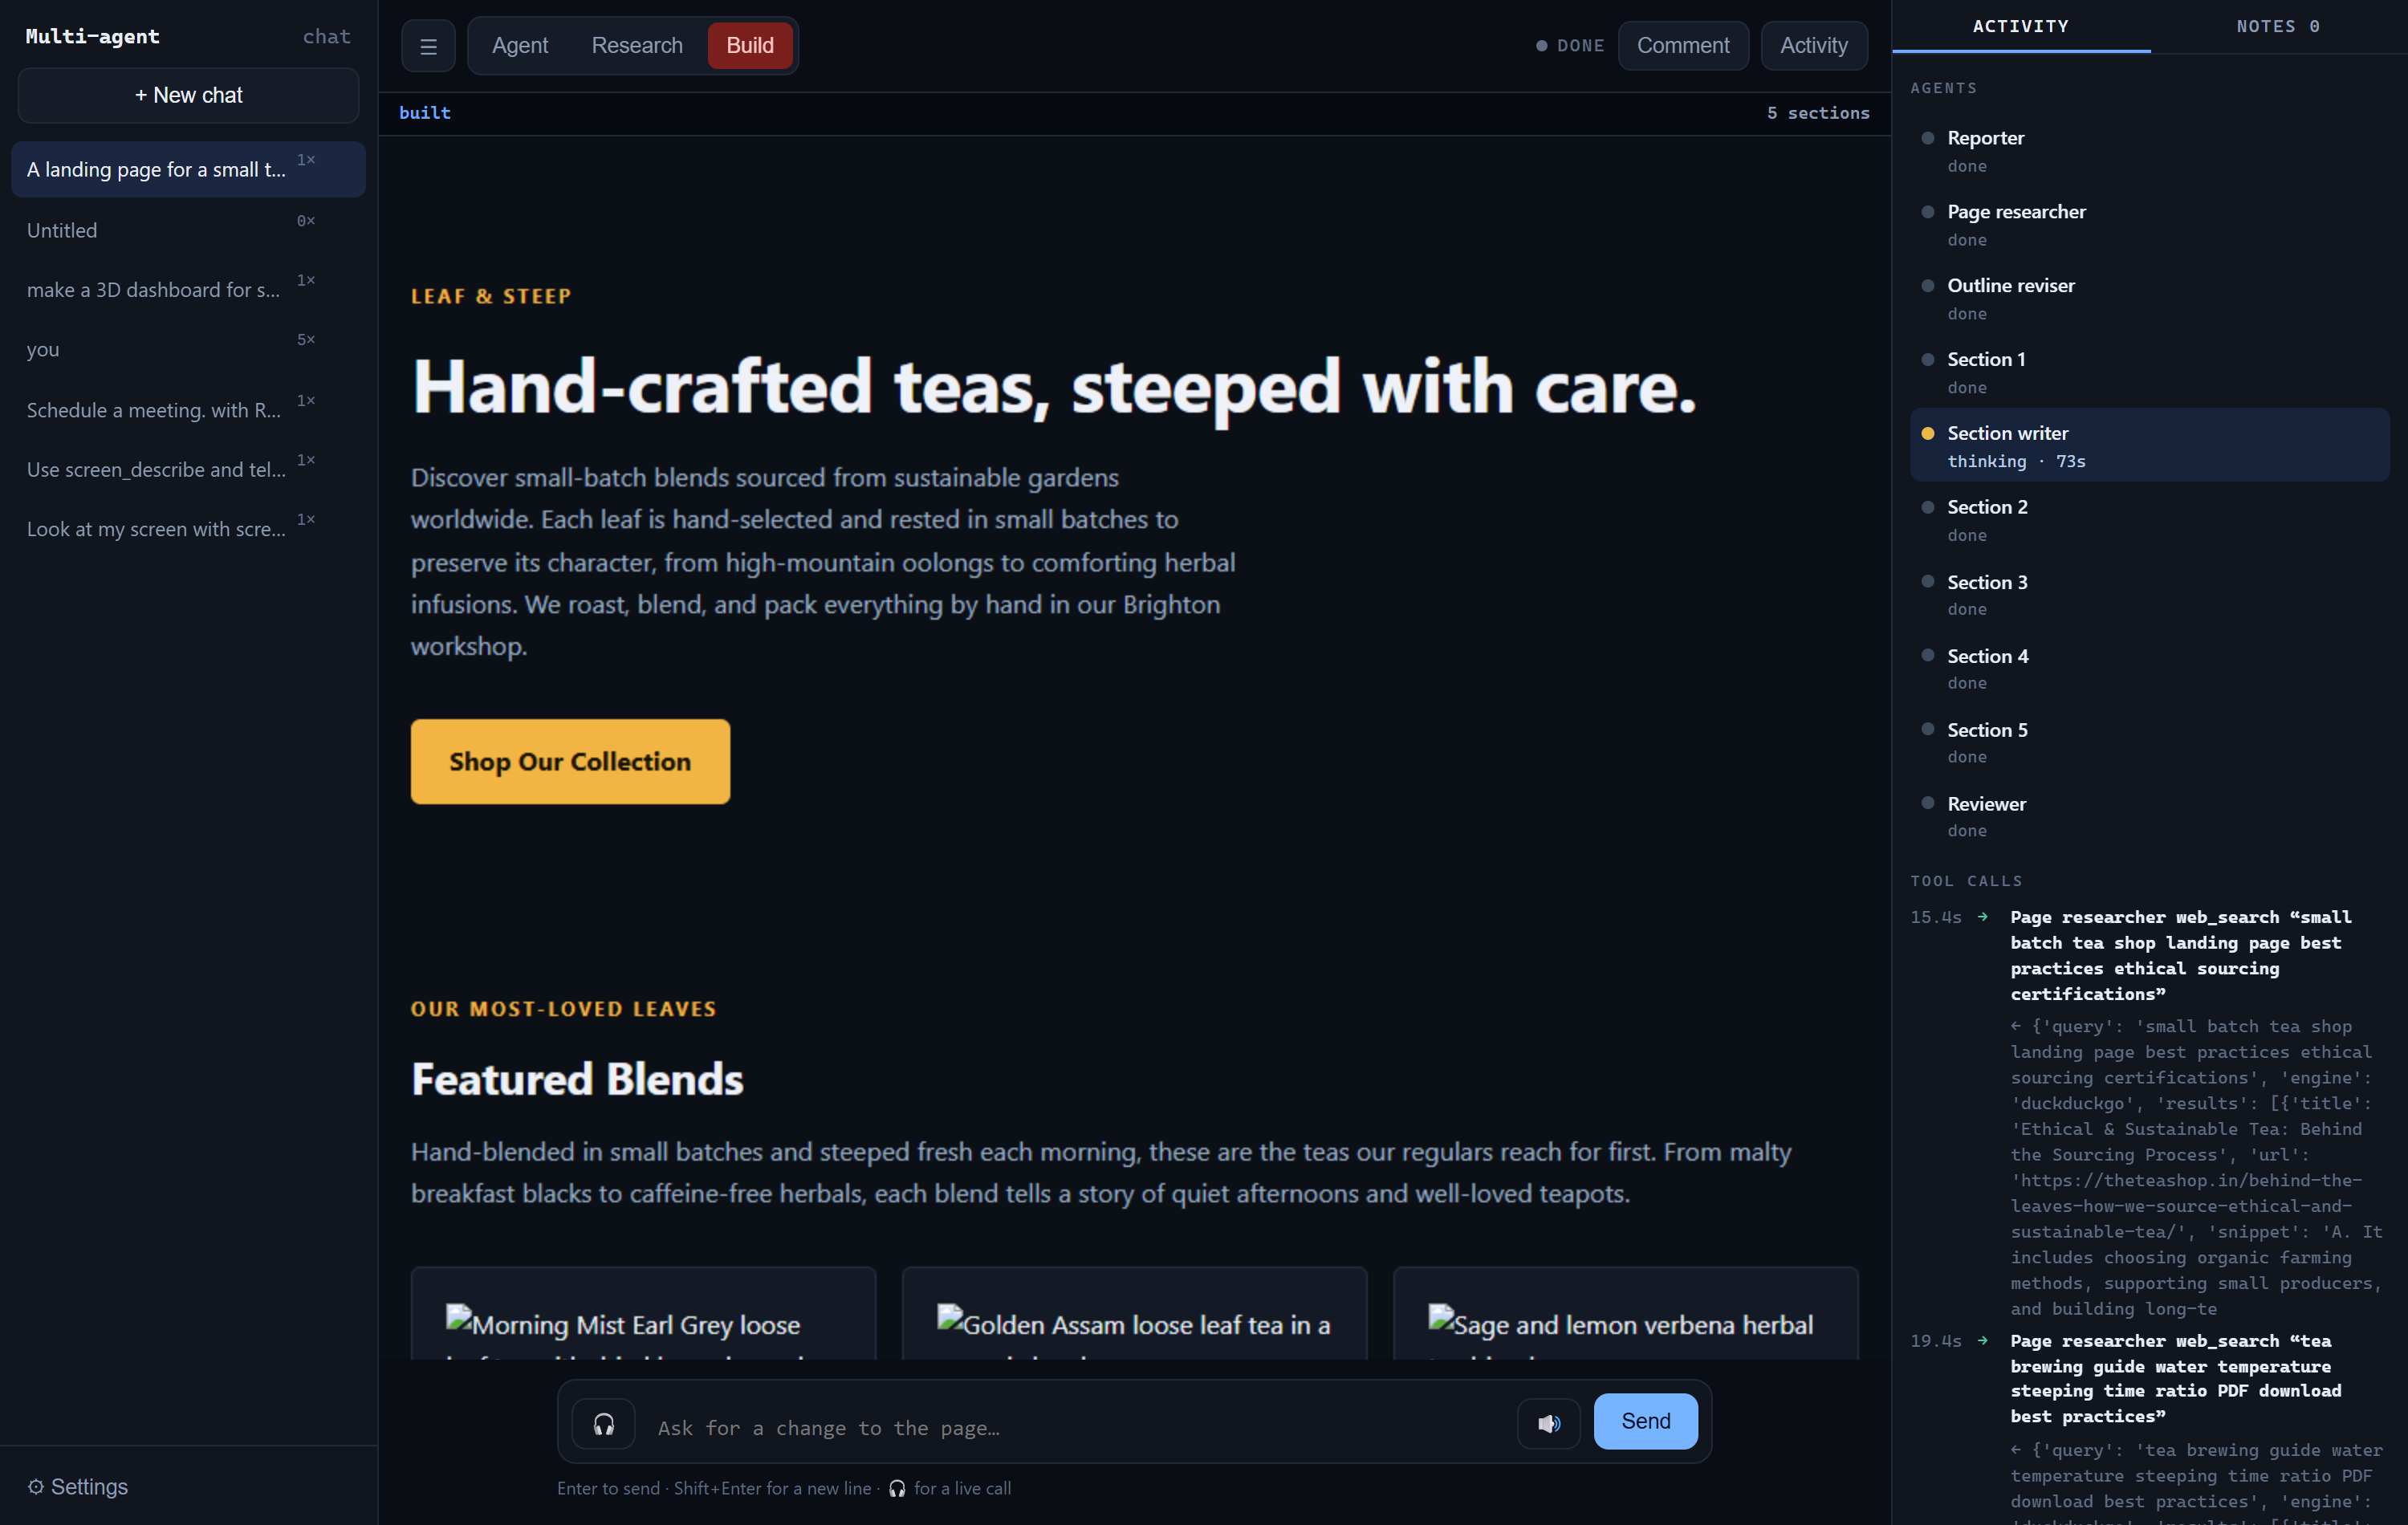 Multi-agent
chat
+ New chat
A landing page for a small t...
1×
Untitled
0×
make a 3D dashboard for s...
1×
you
5×
Schedule a meeting. with R...
1×
Use screen_describe and tel...
1×
Look at my screen with scre...
1×
Settings
Agent
Research
Build
DONE
Comment
Activity
built
5 sections
LEAF & STEEP
Hand-crafted teas, steeped with care.
Discover small-batch blends sourced from sustainable gardens
worldwide. Each leaf is hand-selected and rested in small batches to
preserve its character, from high-mountain oolongs to comforting herbal
infusions. We roast, blend, and pack everything by hand in our Brighton
workshop.
Shop Our Collection
OUR MOST-LOVED LEAVES
Featured Blends
Hand-blended in small batches and steeped fresh each morning, these are the teas our regulars reach for first. From malty
breakfast blacks to caffeine-free herbals, each blend tells a story of quiet afternoons and well-loved teapots.
Morning Mist Earl Grey loose
Golden Assam loose leaf tea in a
Sage and lemon verbena herbal
Ask for a change to the page…
Send
Enter to send · Shift+Enter for a new line · 🎧 for a live call
ACTIVITY
NOTES 0
AGENTS
Reporter
done
Page researcher
done
Outline reviser
done
Section 1
done
Section writer
thinking · 73s
Section 2
done
Section 3
done
Section 4
done
Section 5
done
Reviewer
done
TOOL CALLS
15.4s → Page researcher web_search “small
batch tea shop landing page best
practices ethical sourcing
certifications”
← {'query': 'small batch tea shop
landing page best practices ethical
sourcing certifications', 'engine':
'duckduckgo', 'results': [{'title':
'Ethical & Sustainable Tea: Behind
the Sourcing Process', 'url':
'https://theteashop.in/behind-the-
leaves-how-we-source-ethical-and-
sustainable-tea/', 'snippet': 'A. It
includes choosing organic farming
methods, supporting small producers,
and building long-te
19.4s → Page researcher web_search “tea
brewing guide water temperature
steeping time ratio PDF download
best practices”
← {'query': 'tea brewing guide water
temperature steeping time ratio PDF
download best practices', 'engine':